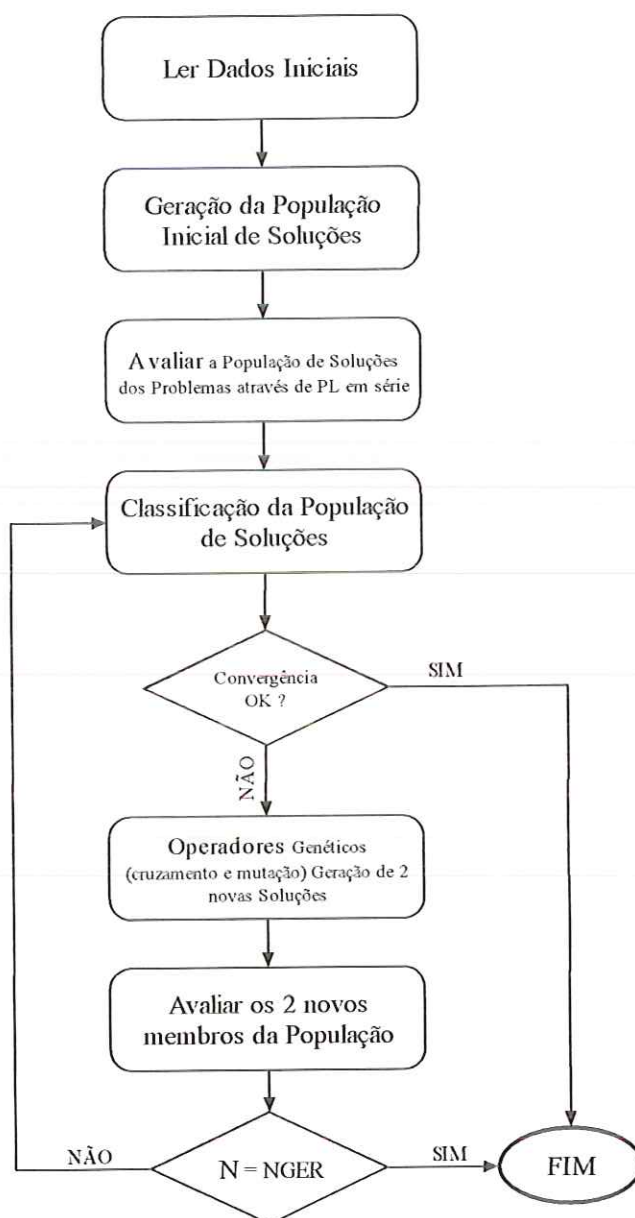 Ler Dados Iniciais
Geração da População
Inicial de Soluções
Avaliar a População de Soluções
dos Problemas através de PL em série
Classificação da População
de Soluções
Convergência
OK ?
SIM
NÃO
Operadores Genéticos
(cruzamento e mutação) Geração de 2
novas Soluções
Avaliar os 2 novos
membros da População
NÃO
N = NGER
SIM
FIM